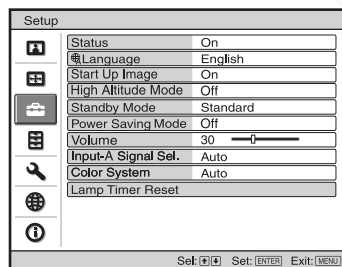 Setup
Status On
Language English
Start Up Image On
High Altitude Mode Off
Standby Mode Standard
Power Saving Mode Off
Volume 30
Input-A Signal Sel. Auto
Color System Auto
Lamp Timer Reset
Sel: Set: ENTER Exit: MENU